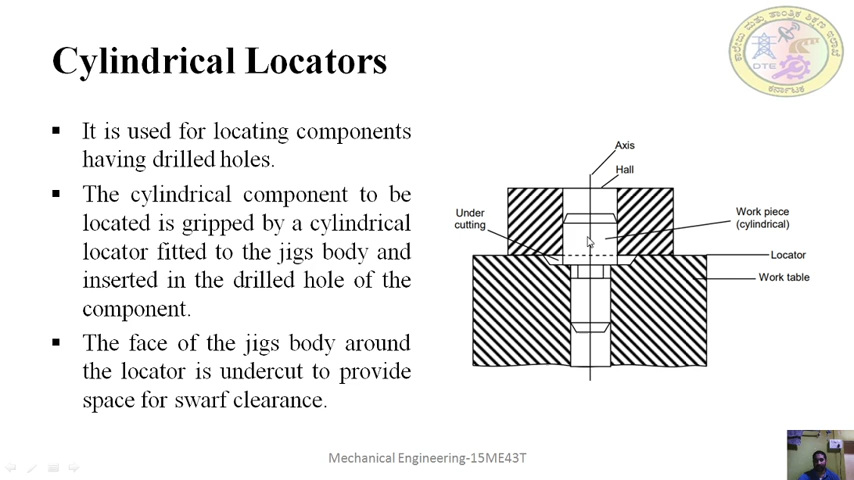 Cylindrical Locators
▪ It is used for locating components
having drilled holes.
▪ The cylindrical component to be
located is gripped by a cylindrical
locator fitted to the jigs body and
inserted in the drilled hole of the
component.
▪ The face of the jigs body around
the locator is undercut to provide
space for swarf clearance.
Axis
Hall
Under
cutting
Work piece
(cylindrical)
Locator
Work table
DTE
ಕರ್ನಾಟಕ
Mechanical Engineering-15ME43T